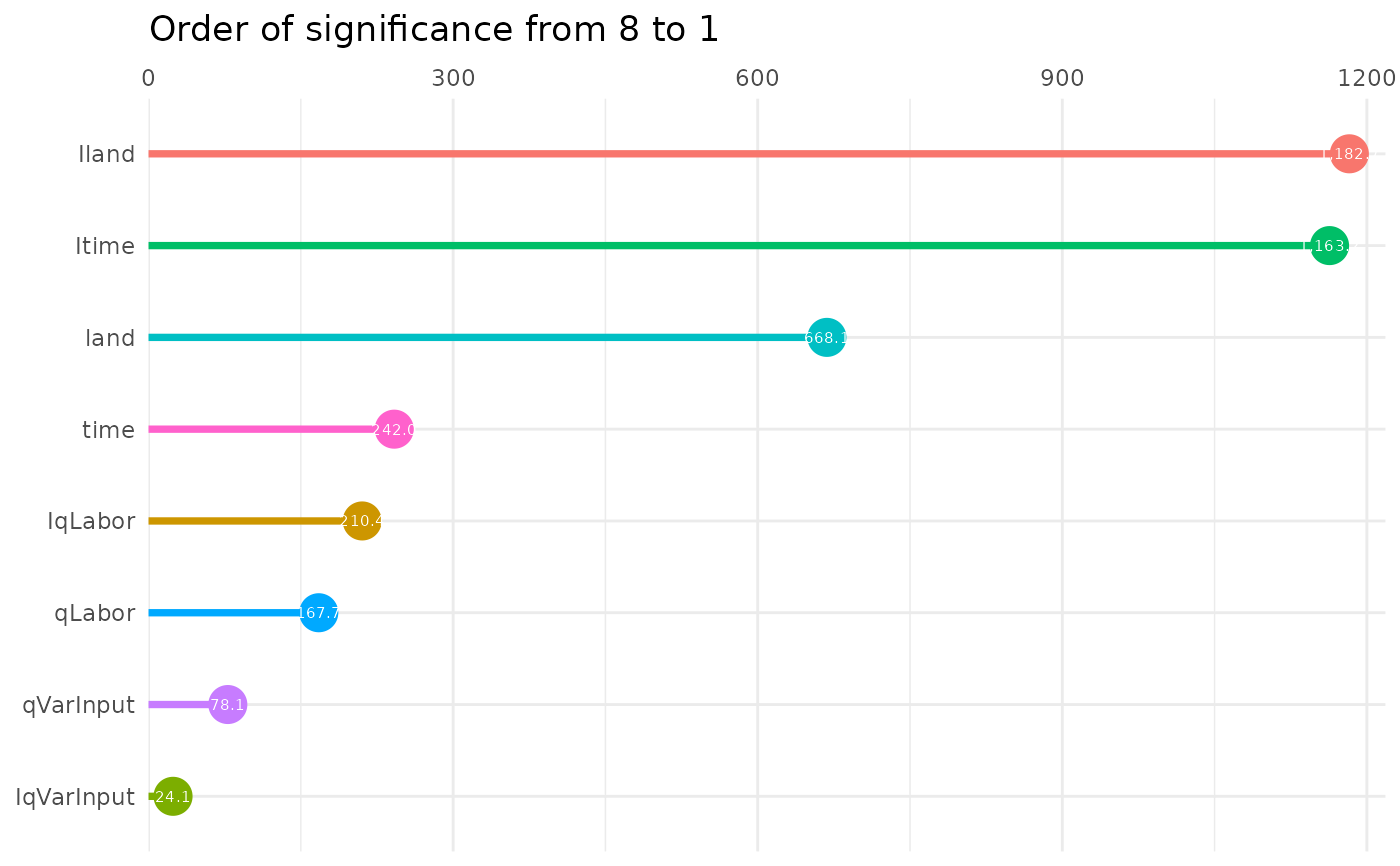 Order of significance from 8 to 1
0 300 600 900 1200
lland
ltime
land 668.1
time 242.0
lqLabor 210.4
qLabor 167.7
qVarInput 78.1
lqVarInput 24.1